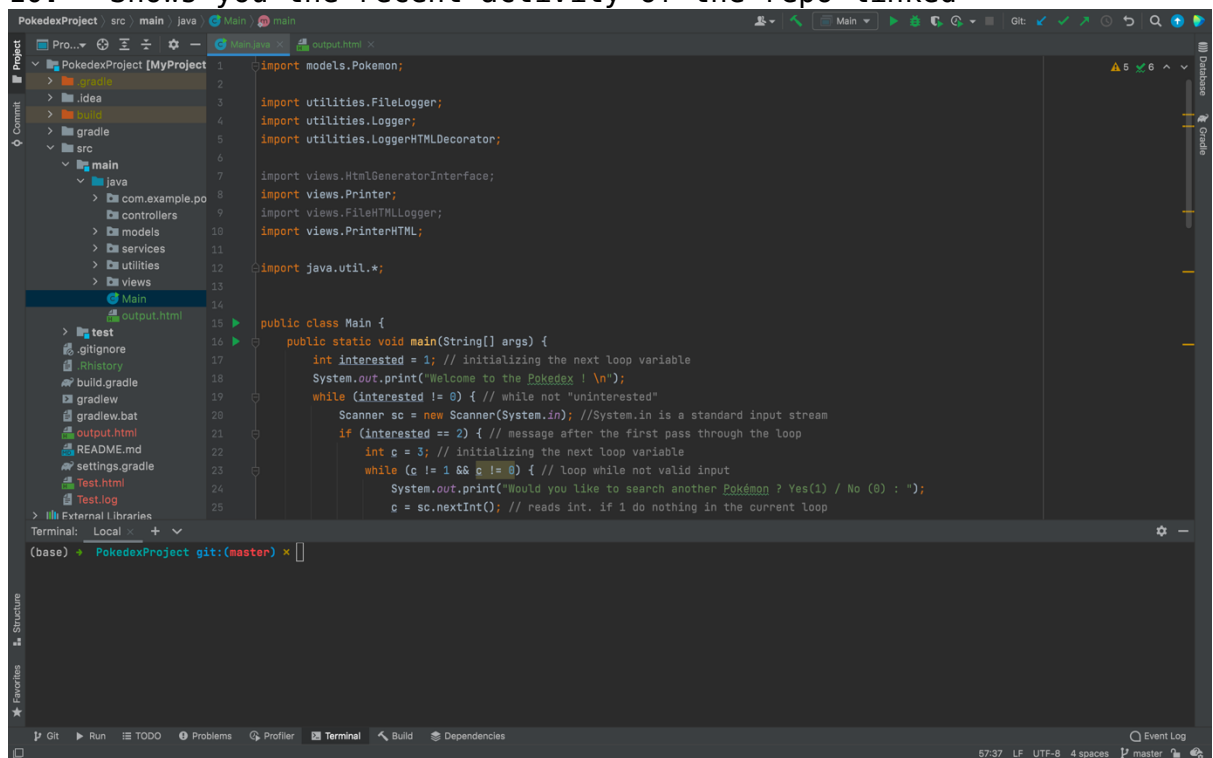 10. Shows you the recent activity of the repo linked
PokedexProject > src > main > java > Main > main
Main
Git:
Pro...
Main.java
output.html
PokedexProject [MyProject
.gradle
.idea
build
gradle
src
main
java
com.example.po
controllers
models
services
utilities
views
Main
output.html
test
.gitignore
.Rhistory
build.gradle
gradlew
gradlew.bat
output.html
README.md
settings.gradle
Test.html
Test.log
External Libraries
1 import models.Pokemon;
2
3 import utilities.FileLogger;
4 import utilities.Logger;
5 import utilities.LoggerHTMLDecorator;
6
7 import views.HtmlGeneratorInterface;
8 import views.Printer;
9 import views.FileHTMLLogger;
10 import views.PrinterHTML;
11
12 import java.util.*;
13
14
15 public class Main {
16 public static void main(String[] args) {
17 int interested = 1; // initializing the next loop variable
18 System.out.print("Welcome to the Pokedex ! \n");
19 while (interested != 0) { // while not "uninterested"
20 Scanner sc = new Scanner(System.in); //System.in is a standard input stream
21 if (interested == 2) { // message after the first pass through the loop
22 int c = 3; // initializing the next loop variable
23 while (c != 1 && c != 0) { // loop while not valid input
24 System.out.print("Would you like to search another Pokémon ? Yes(1) / No (0) : ");
25 c = sc.nextInt(); // reads int. if 1 do nothing in the current loop
5 6
Project
Commit
Structure
Favorites
Database
Gradle
Terminal: Local × +
(base) → PokedexProject git:(master) ×
Git Run TODO Problems Profiler Terminal Build Dependencies Event Log
57:37 LF UTF-8 4 spaces master